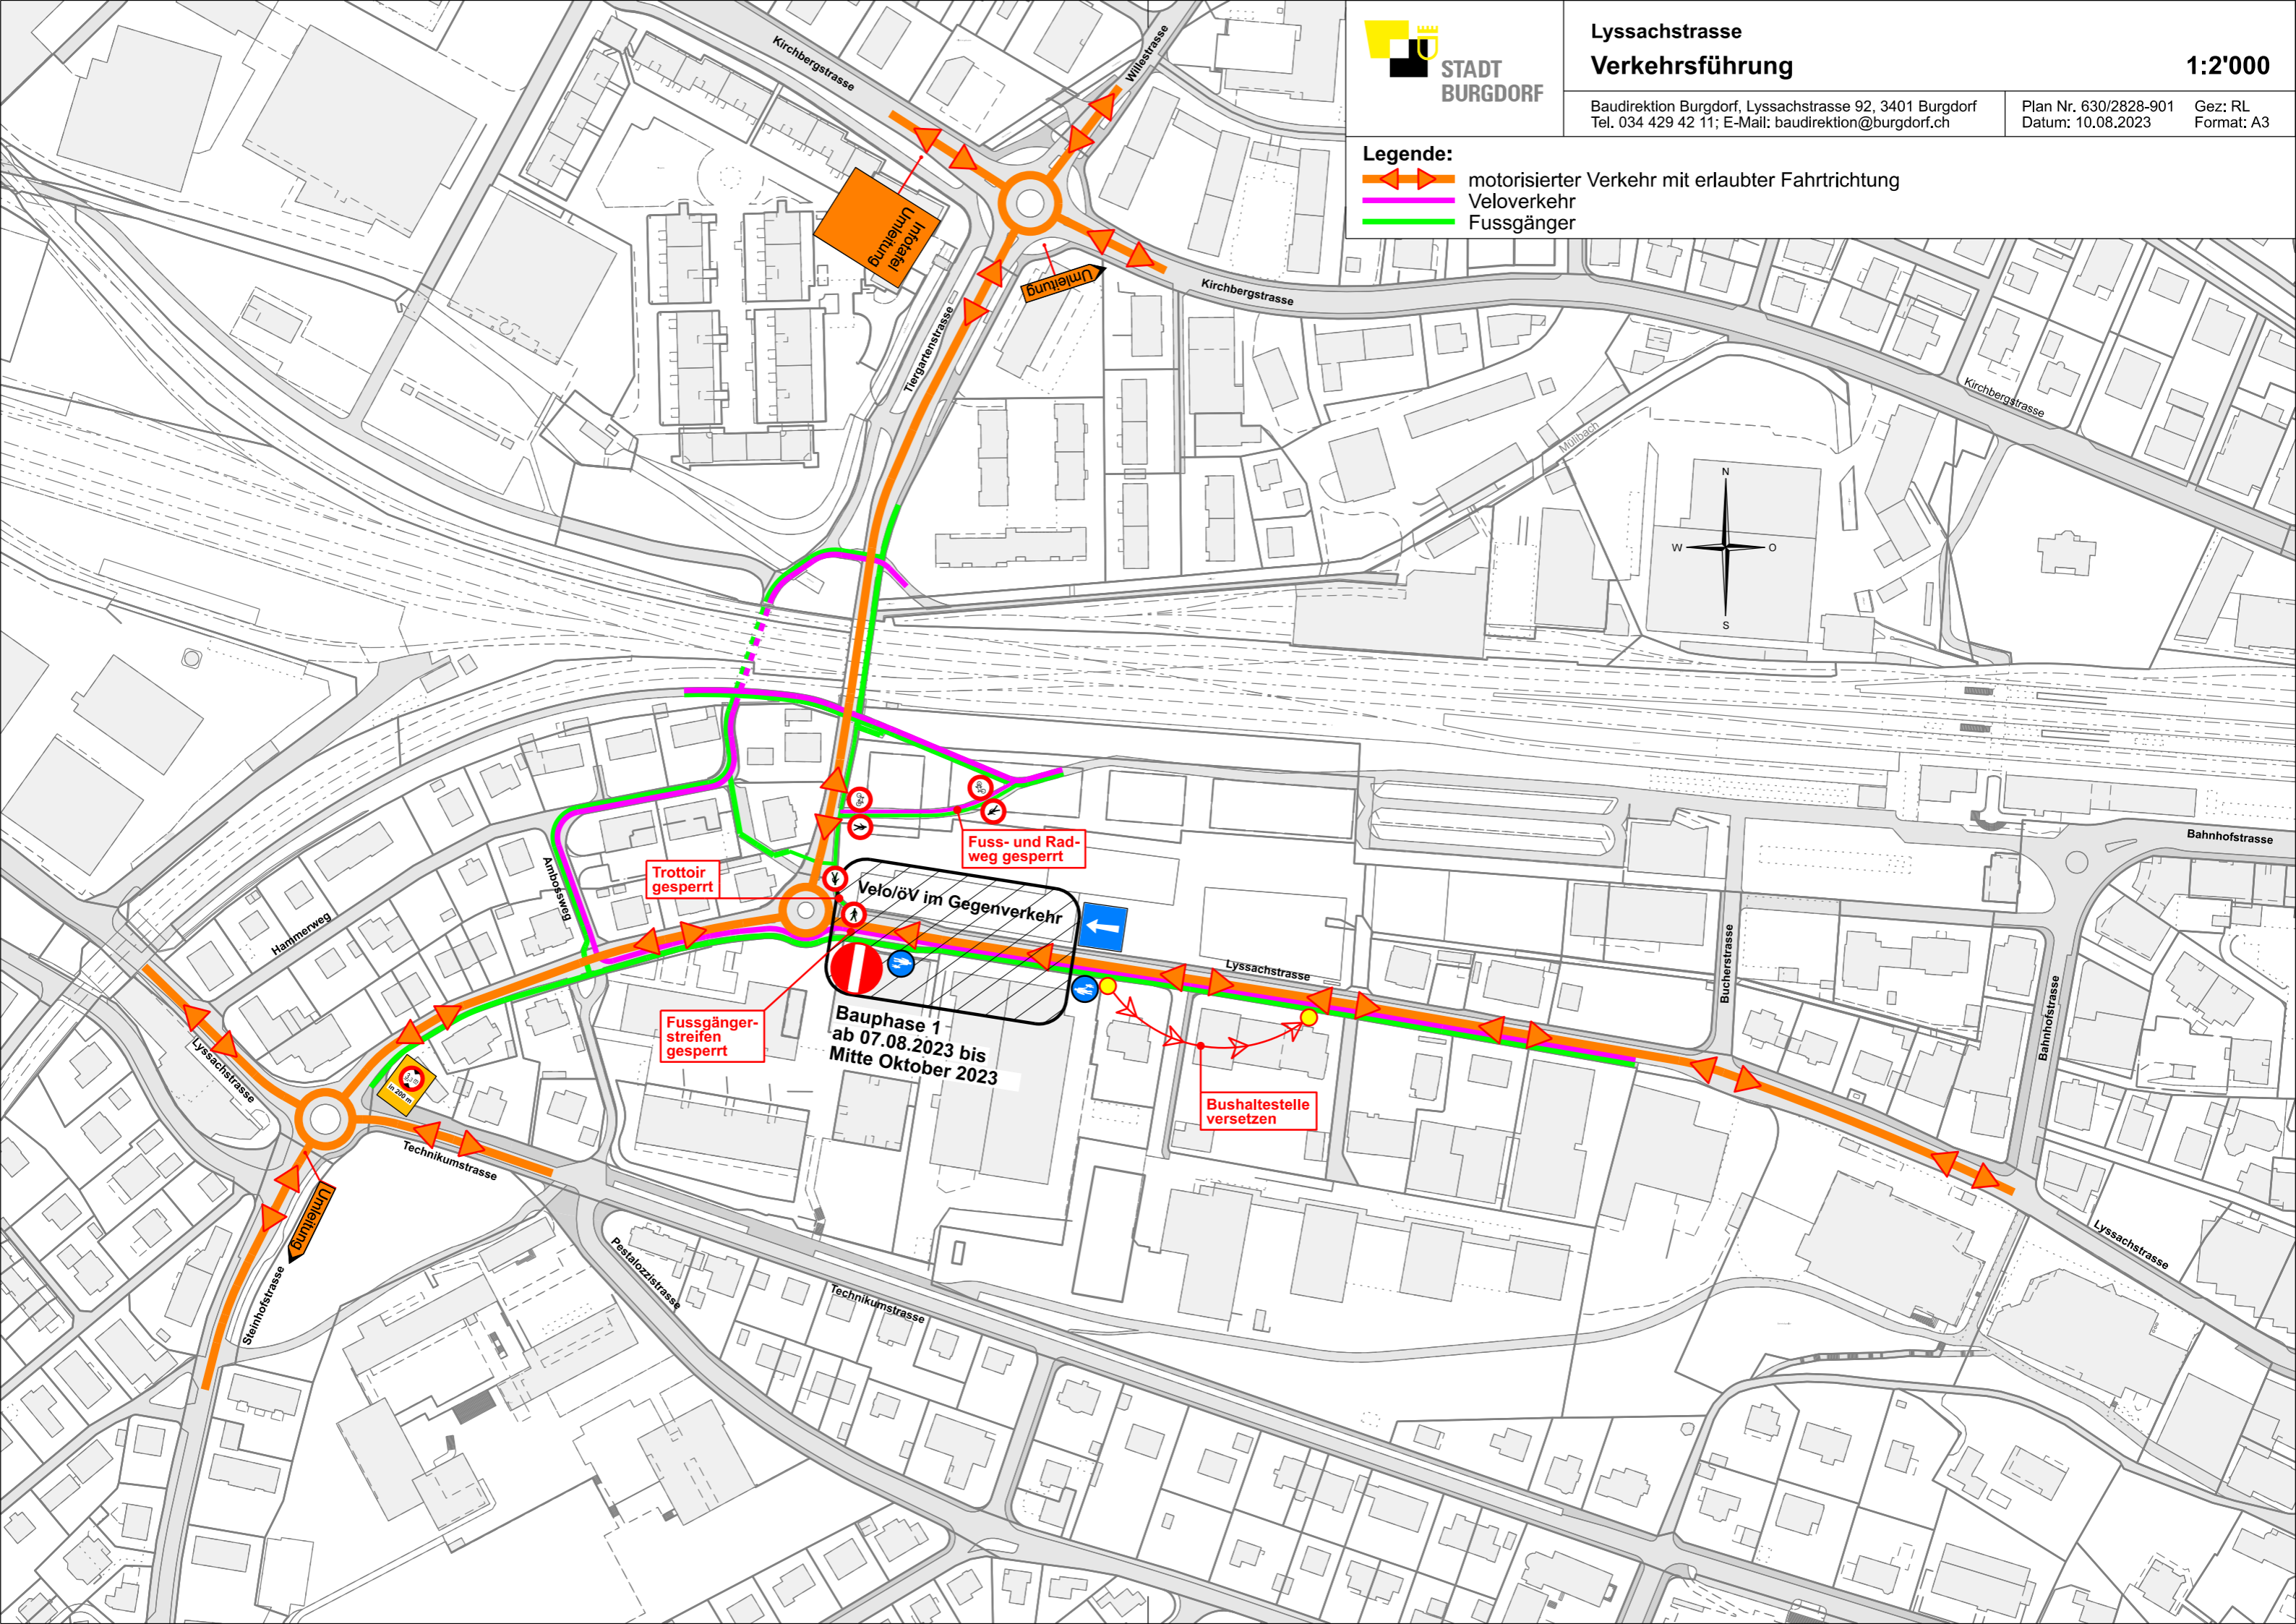 STADT
BURGDORF
Lyssachstrasse
Verkehrsführung
1:2'000
Baudirektion Burgdorf, Lyssachstrasse 92, 3401 Burgdorf
Tel. 034 429 42 11; E-Mail: baudirektion@burgdorf.ch
Plan Nr. 630/2828-901
Datum: 10.08.2023
Gez: RL
Format: A3
Legende:
motorisierter Verkehr mit erlaubter Fahrtrichtung
Veloverkehr
Fussgänger
Kirchbergstrasse
Willestrasse
Infotafel
Umleitung
Umleitung
Kirchbergstrasse
Tiergartenstrasse
Kirchbergstrasse
Mülibach
N
W
O
S
Fuss- und Rad-
weg gesperrt
Trottoir
gesperrt
Velo/öV im Gegenverkehr
Bahnhofstrasse
Ambossweg
Hammerweg
Lyssachstrasse
Bucherstrasse
Bahnhofstrasse
Fussgänger-
streifen
gesperrt
Bauphase 1
ab 07.08.2023 bis
Mitte Oktober 2023
Lyssachstrasse
in 200 m
Bushaltestelle
versetzen
Technikumstrasse
Umleitung
Steinhofstrasse
Pestalozzistrasse
Technikumstrasse
Lyssachstrasse